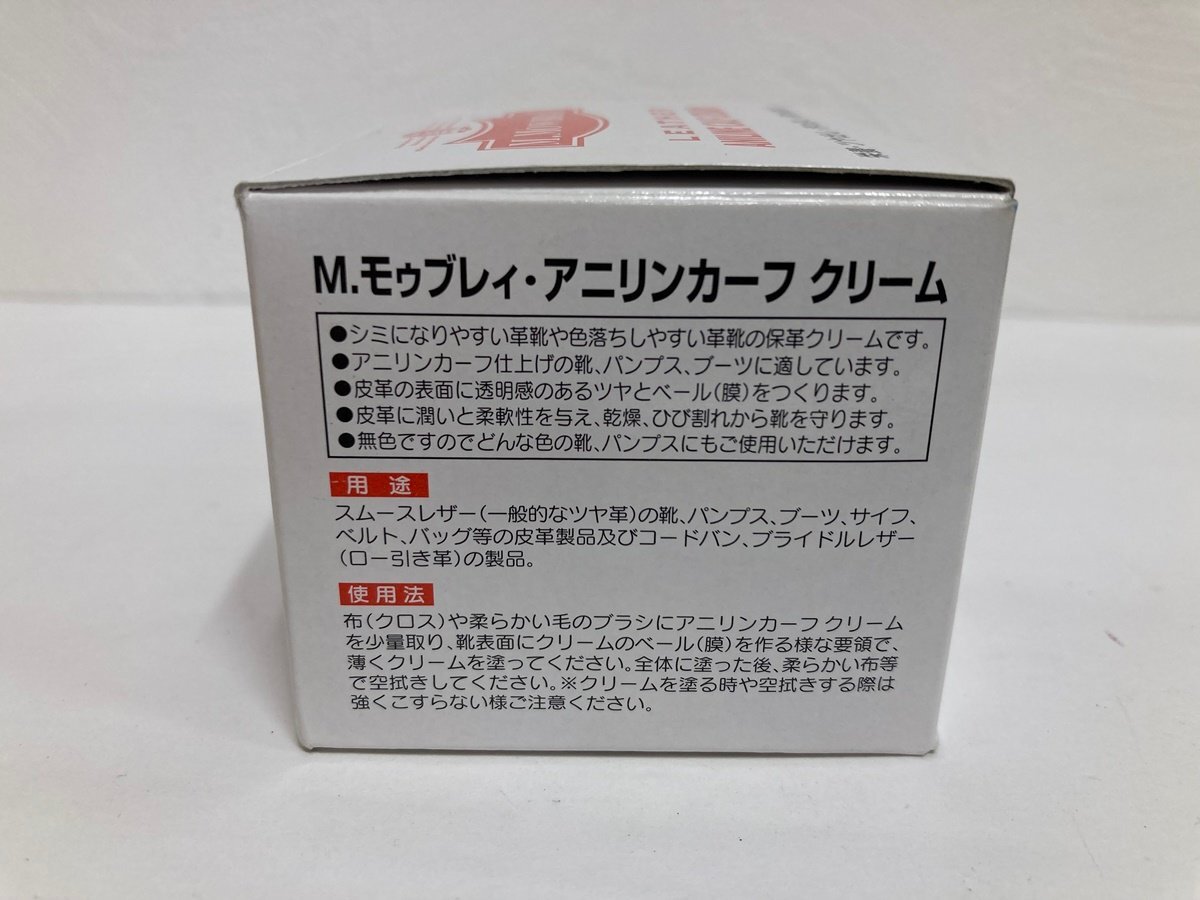 M.MOWBRAY
LEATHER
M.モゥブレィ・アニリンカーフ クリーム
●シミになりやすい革靴や色落ちしやすい革靴の保革クリームです。
●アニリンカーフ仕上げの靴、パンプス、ブーツに適しています。
●皮革の表面に透明感のあるツヤとベール(膜)をつくります。
●皮革に潤いと柔軟性を与え、乾燥、ひび割れから靴を守ります。
●無色ですのでどんな色の靴、パンプスにもご使用いただけます。
用途
スムースレザー(一般的なツヤ革)の靴、パンプス、ブーツ、サイフ、
ベルト、バッグ等の皮革製品及びコードバン、ブライドルレザー
(ロー引き革)の製品。
使用法
布(クロス)や柔らかい毛のブラシにアニリンカーフ クリーム
を少量取り、靴表面にクリームのベール(膜)を作る様な要領で、
薄くクリームを塗ってください。全体に塗った後、柔らかい布等
で空拭きしてください。※クリームを塗る時や空拭きする際は
強くこすらない様ご注意ください。